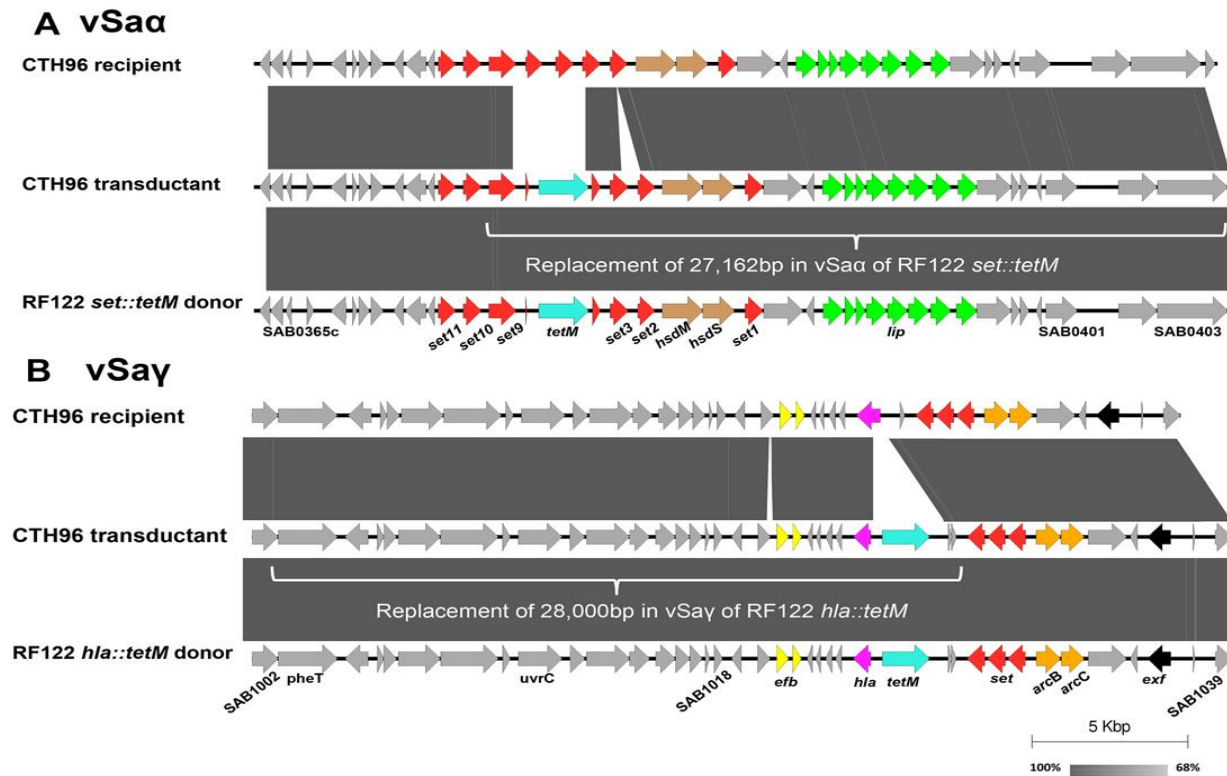 A vSaα
CTH96 recipient
CTH96 transductant
Replacement of 27,162bp in vSaα of RF122 set::tetM
RF122 set::tetM donor
SAB0365c set11 set10 set9 tetM set3 set2 hsdM hsdS set1 lip SAB0401 SAB0403
B vSaγ
CTH96 recipient
CTH96 transductant
Replacement of 28,000bp in vSaγ of RF122 hla::tetM
RF122 hla::tetM donor
SAB1002 pheT uvrC SAB1018 efb hla tetM set arcB arcC exf SAB1039
5 Kbp
100% 68%